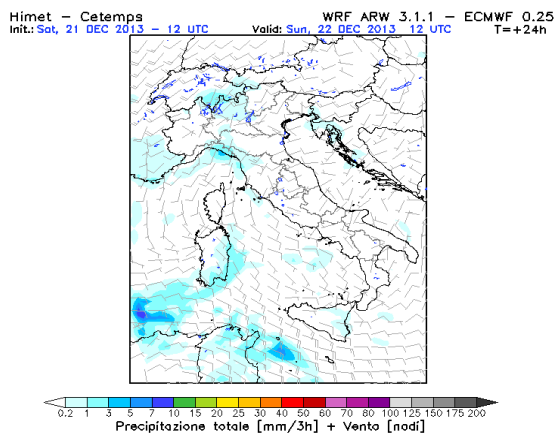 Himet – Cetemps WRF ARW 3.1.1 – ECMWF 0.25
Init.: Sat, 21 DEC 2013 – 12 UTC Valid: Sun, 22 DEC 2013 12 UTC T=+24h
0.2 1 3 5 7 10 15 20 25 30 40 50 60 70 80 100 125 150 175 200
Precipitazione totale [mm/3h] + Vento [nodi]